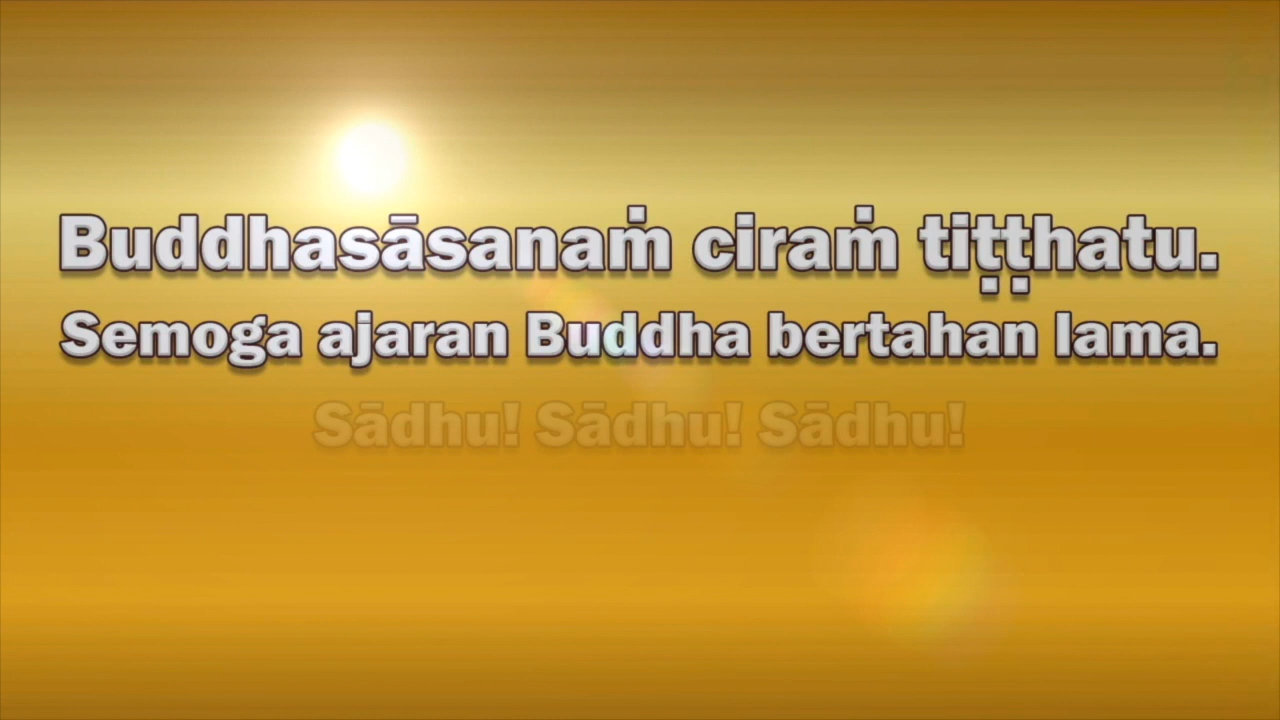 Buddhasāsanaṁ ciraṁ tiṭṭhatu.
Semoga ajaran Buddha bertahan lama.
Sādhu! Sādhu! Sādhu!